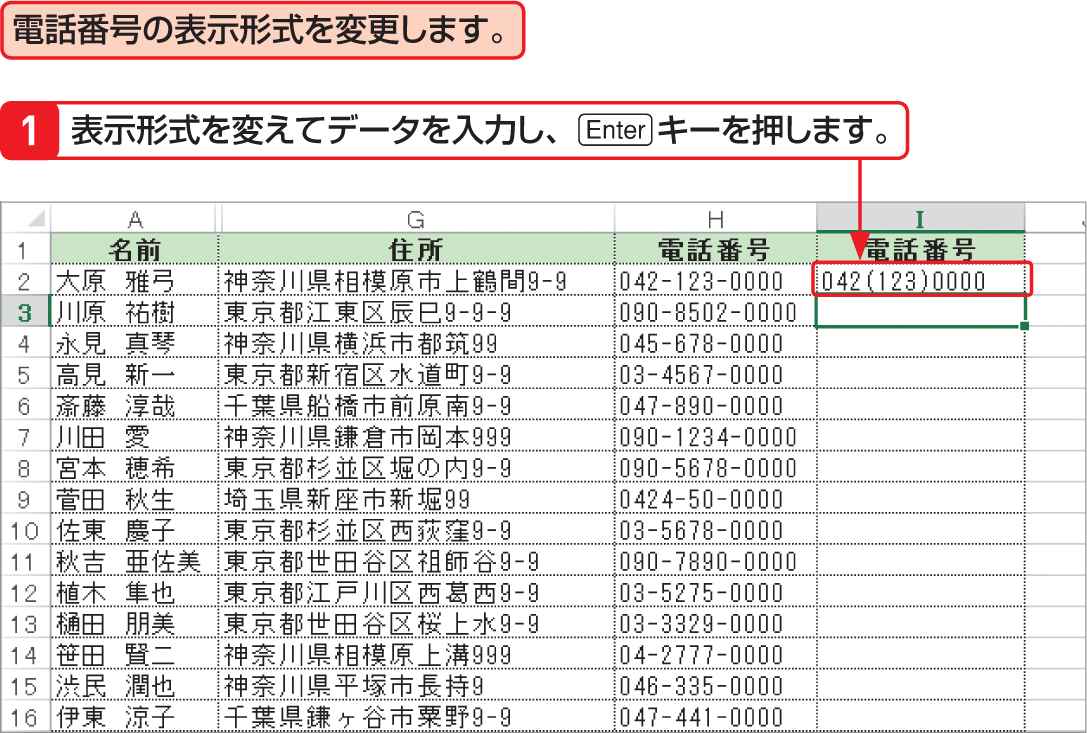 電話番号の表示形式を変更します。
1 表示形式を変えてデータを入力し、Enterキーを押します。
A G H I
1 名前 住所 電話番号 電話番号
2 大原 雅弓 神奈川県相模原市上鶴間9-9 042-123-0000 042(123)0000
3 川原 祐樹 東京都江東区辰巳9-9-9 090-8502-0000
4 永見 真琴 神奈川県横浜市都筑99 045-678-0000
5 高見 新一 東京都新宿区水道町9-9 03-4567-0000
6 斎藤 淳哉 千葉県船橋市前原南9-9 047-890-0000
7 川田 愛 神奈川県鎌倉市岡本999 090-1234-0000
8 宮本 穂希 東京都杉並区堀の内9-9 090-5678-0000
9 菅田 秋生 埼玉県新座市新堀99 0424-50-0000
10 佐東 慶子 東京都杉並区西荻窪9-9 03-5678-0000
11 秋吉 亜佐美 東京都世田谷区祖師谷9-9 090-7890-0000
12 植木 隼也 東京都江戸川区西葛西9-9 03-5275-0000
13 樋田 朋美 東京都世田谷区桜上水9-9 03-3329-0000
14 笹田 賢二 神奈川県相模原上溝999 04-2777-0000
15 渋民 潤也 神奈川県平塚市長持9 046-335-0000
16 伊東 涼子 千葉県鎌ヶ谷市粟野9-9 047-441-0000